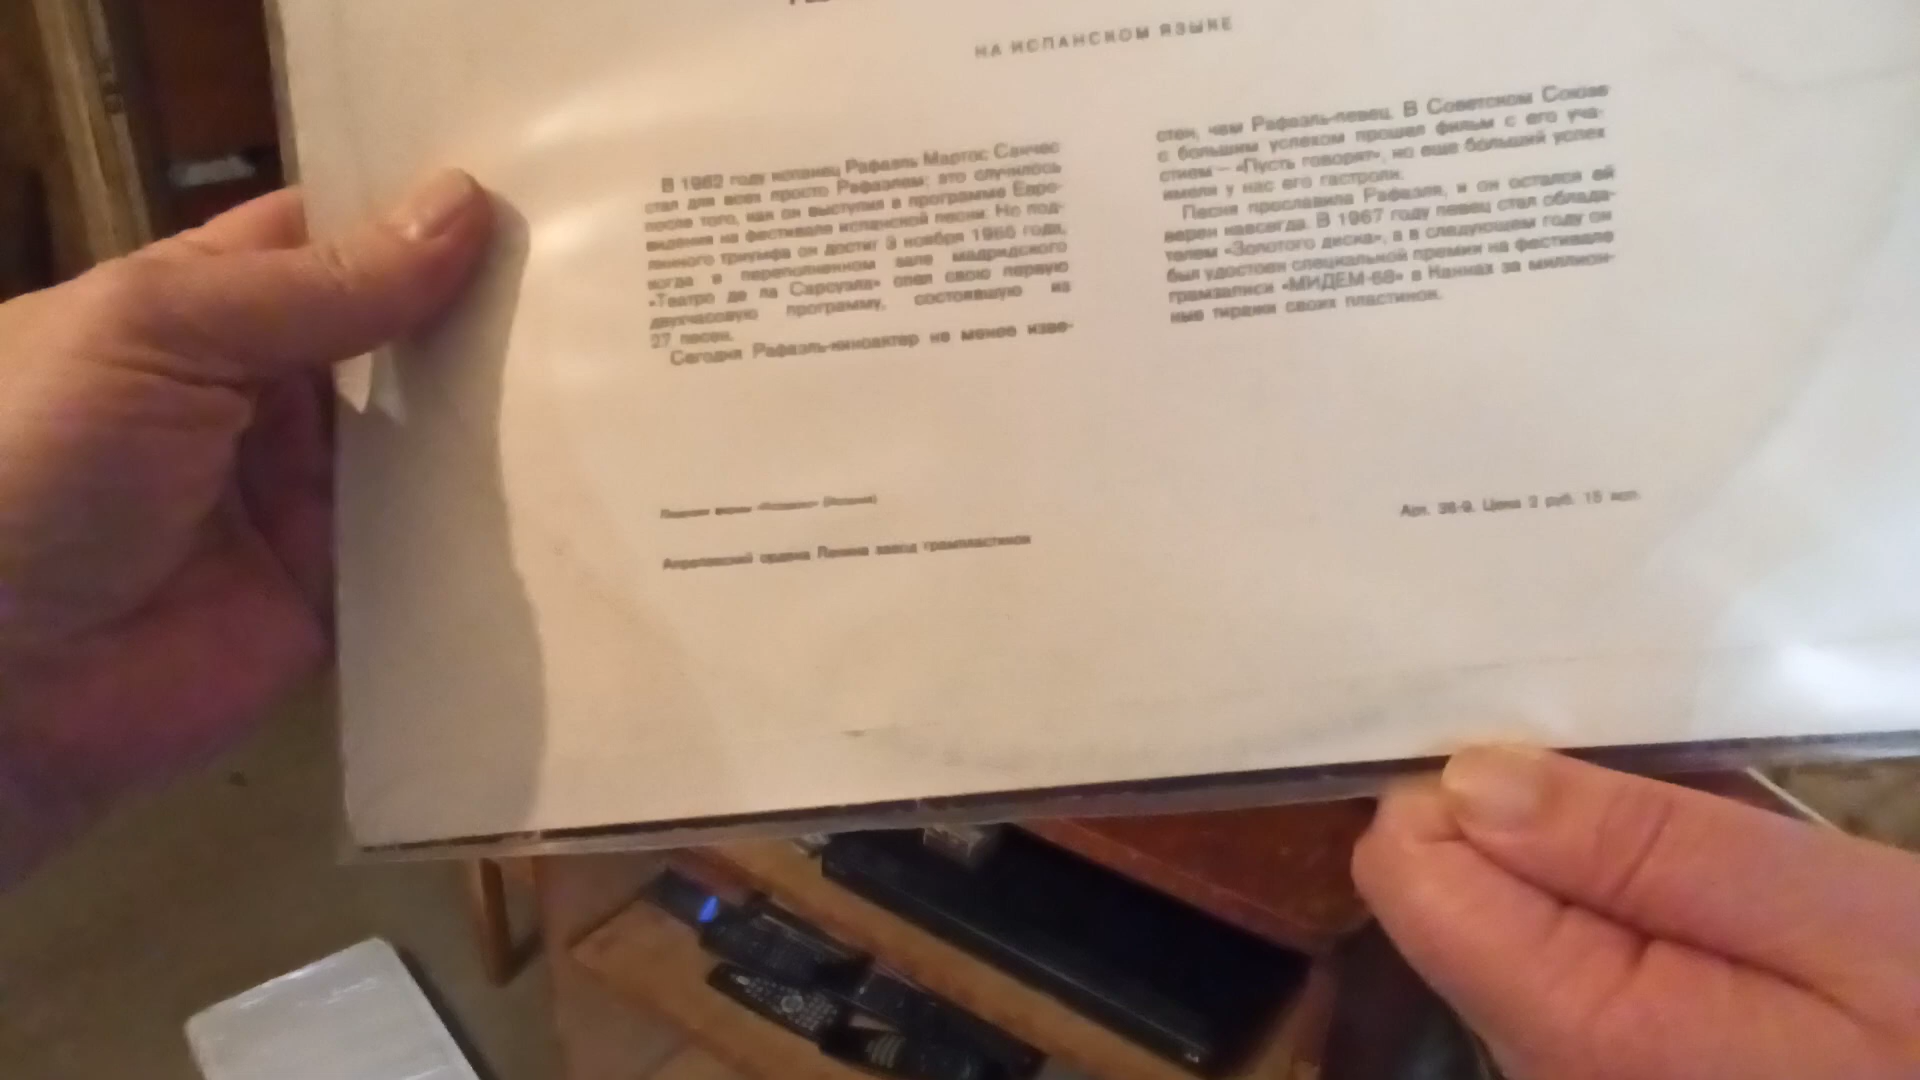 НА ИСПАНСКОМ ЯЗЫКЕ
В 1962 году испанец Рафаэль Мартос Санчес
стал для всех просто Рафаэлем; это случилось
после того, как он выступил в программе Евро-
видения на фестивале испанской песни. Но под-
линного триумфа он достиг 3 ноября 1965 года,
когда в переполненном зале мадридского
«Театро де ла Сарсуэла» спел свою первую
двухчасовую программу, состоявшую из
27 песен.
Сегодня Рафаэль-киноактер не менее изве-
стен, чем Рафаэль-певец. В Советском Союзе
с большим успехом прошел фильм с его уча-
стием — «Пусть говорят», но еще больший успех
имели у нас его гастроли.
Песня прославила Рафаэля, и он остался ей
верен навсегда. В 1967 году певец стал облада-
телем «Золотого диска», а в следующем году он
был удостоен специальной премии на фестивале
грамзаписи «МИДЕМ-68» в Каннах за миллион-
ные тиражи своих пластинок.
(Испания)
Апрелевский ордена Ленина завод грампластинок
Арт. Цена 2 руб. 15 коп.